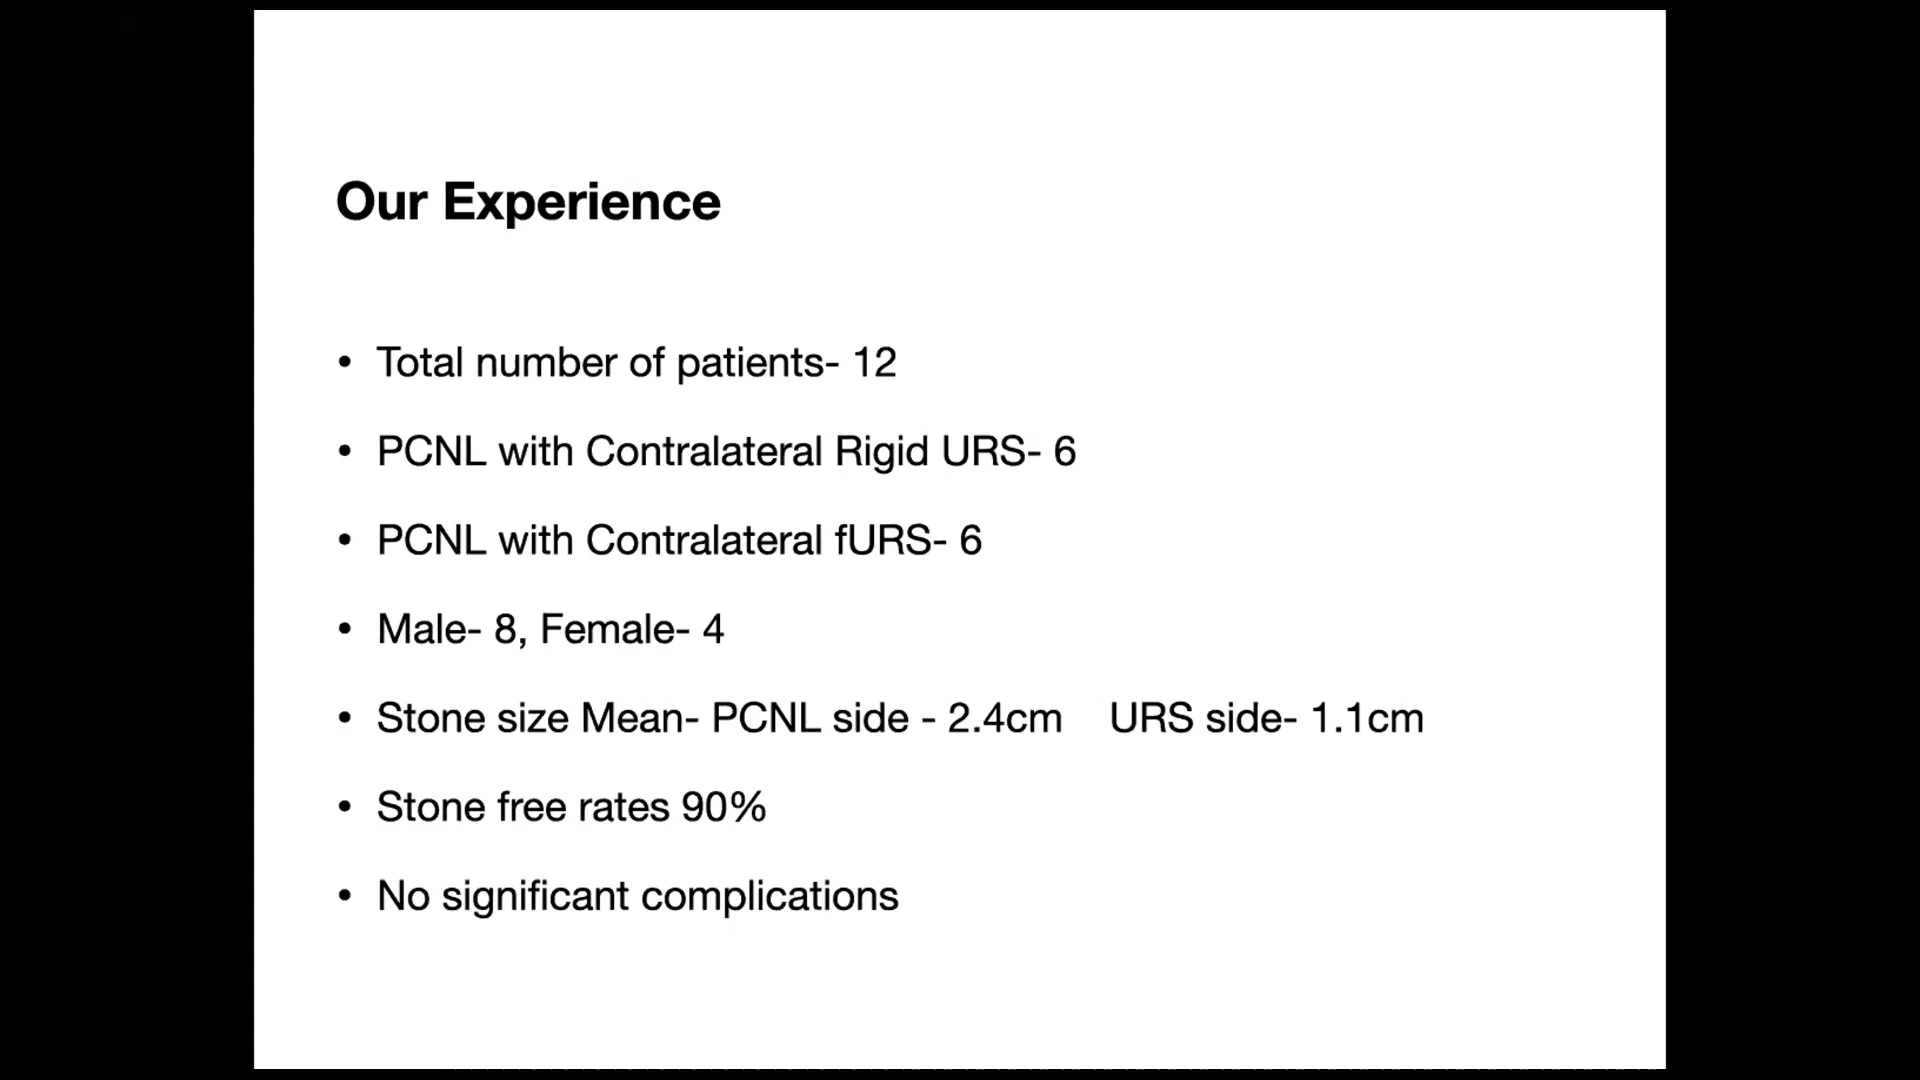 Our Experience
• Total number of patients- 12
• PCNL with Contralateral Rigid URS- 6
• PCNL with Contralateral fURS- 6
• Male- 8, Female- 4
• Stone size Mean- PCNL side - 2.4cm    URS side- 1.1cm
• Stone free rates 90%
• No significant complications